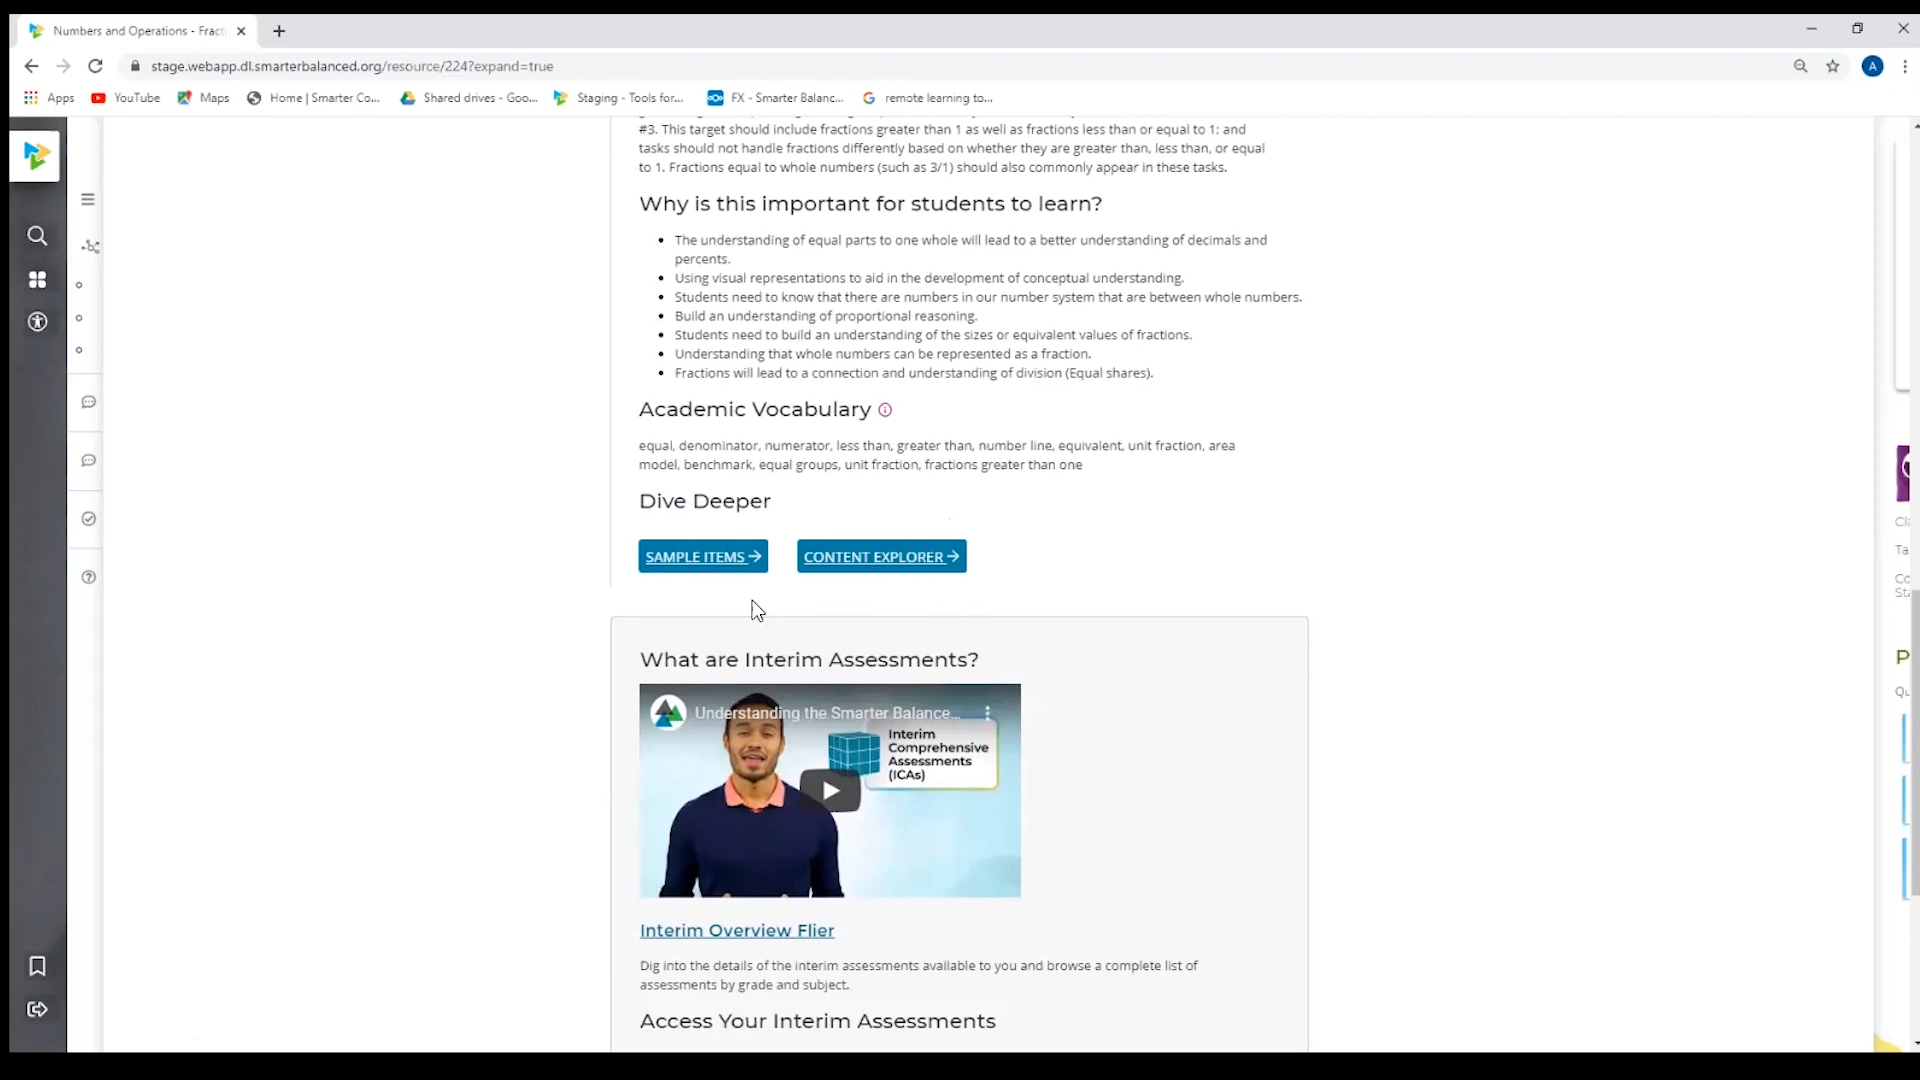 Numbers and Operations - Fract
stage.webapp.dl.smarterbalanced.org/resource/224?expand=true
A
Apps
YouTube
Maps
Home | Smarter Co...
Shared drives - Goo...
Staging - Tools for...
FX - Smarter Balanc...
remote learning to...
#3. This target should include fractions greater than 1 as well as fractions less than or equal to 1: and
tasks should not handle fractions differently based on whether they are greater than, less than, or equal
to 1. Fractions equal to whole numbers (such as 3/1) should also commonly appear in these tasks.
Why is this important for students to learn?
The understanding of equal parts to one whole will lead to a better understanding of decimals and
percents.
Using visual representations to aid in the development of conceptual understanding.
Students need to know that there are numbers in our number system that are between whole numbers.
Build an understanding of proportional reasoning.
Students need to build an understanding of the sizes or equivalent values of fractions.
Understanding that whole numbers can be represented as a fraction.
Fractions will lead to a connection and understanding of division (Equal shares).
Academic Vocabulary
equal, denominator, numerator, less than, greater than, number line, equivalent, unit fraction, area
model, benchmark, equal groups, unit fraction, fractions greater than one
Dive Deeper
SAMPLE ITEMS →
CONTENT EXPLORER →
What are Interim Assessments?
Understanding the Smarter Balance...
Interim
Comprehensive
Assessments
(ICAs)
Interim Overview Flier
Dig into the details of the interim assessments available to you and browse a complete list of
assessments by grade and subject.
Access Your Interim Assessments